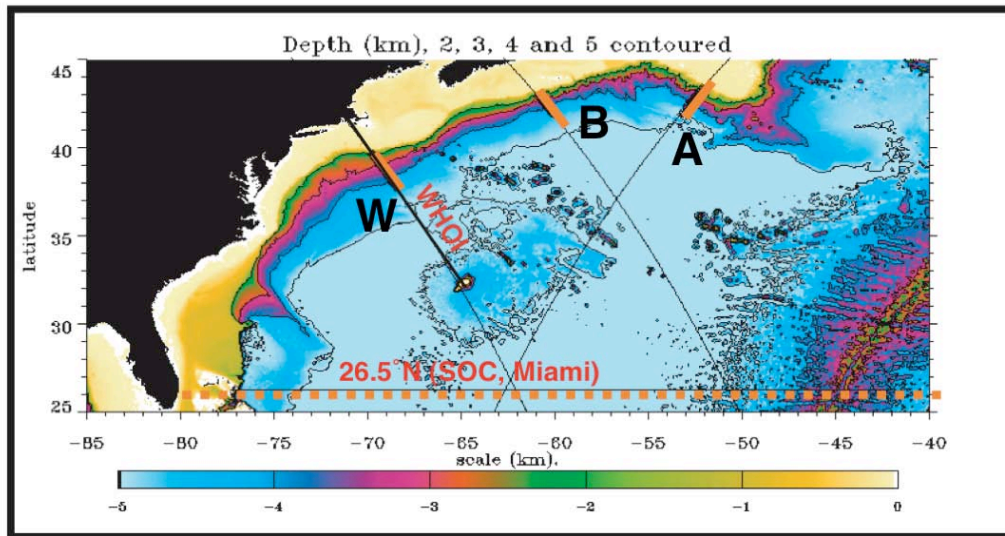 Depth (km), 2, 3, 4 and 5 contoured
45
40
35
30
25
latitude
B
A
W
WHOI
26.5°N (SOC, Miami)
-85 -80 -75 -70 -65 -60 -55 -50 -45 -40
scale (km).
-5 -4 -3 -2 -1 0